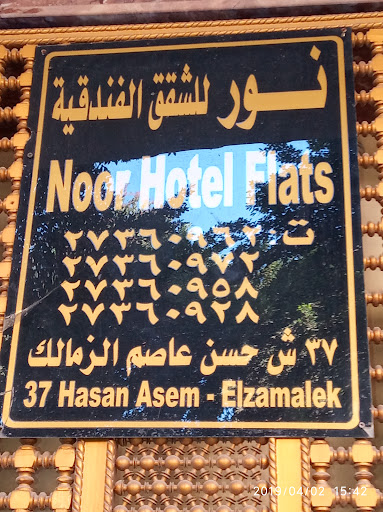 نـور للشقق الفندقية
Noor Hotel Flats
ت: ٢٧٣٦٠٩٦٢
٢٧٣٦٠٩٧٢
٢٧٣٦٠٩٥٨
٢٧٣٦٠٩٢٨
٣٧ ش حسن عاصم الزمالك
37 Hasan Asem - Elzamalek
2019/04/02 15:42